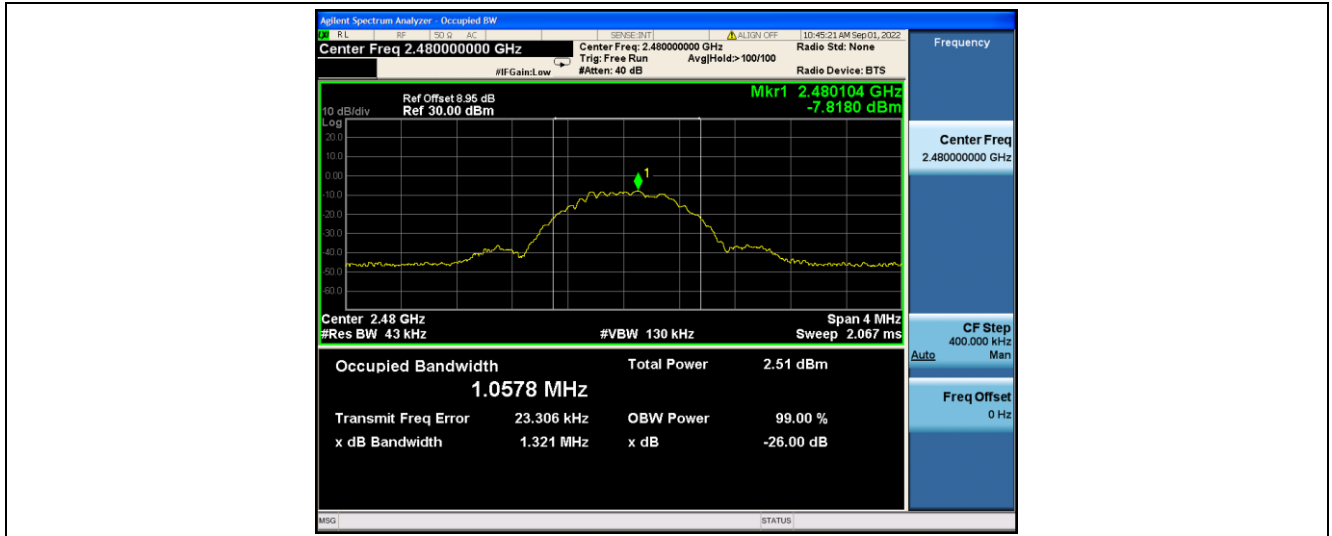 Agilent Spectrum Analyzer - Occupied BW
RL RF 50 Ω AC SENSE:INT ALIGN OFF 10:45:21 AM Sep 01, 2022
Center Freq 2.480000000 GHz
#IFGain:Low
Center Freq: 2.480000000 GHz
Trig: Free Run Avg|Hold:> 100/100
#Atten: 40 dB
Radio Std: None
Radio Device: BTS
Ref Offset 8.95 dB
10 dB/div Ref 30.00 dBm
Mkr1 2.480104 GHz
-7.8180 dBm
Log
20.0
10.0
0.00
-10.0
-20.0
-30.0
-40.0
-50.0
-60.0
1
Center 2.48 GHz Span 4 MHz
#Res BW 43 kHz #VBW 130 kHz Sweep 2.067 ms
Occupied Bandwidth Total Power 2.51 dBm
1.0578 MHz
Transmit Freq Error 23.306 kHz OBW Power 99.00 %
x dB Bandwidth 1.321 MHz x dB -26.00 dB
MSG STATUS
Frequency
Center Freq
2.480000000 GHz
CF Step
400.000 kHz
Auto Man
Freq Offset
0 Hz